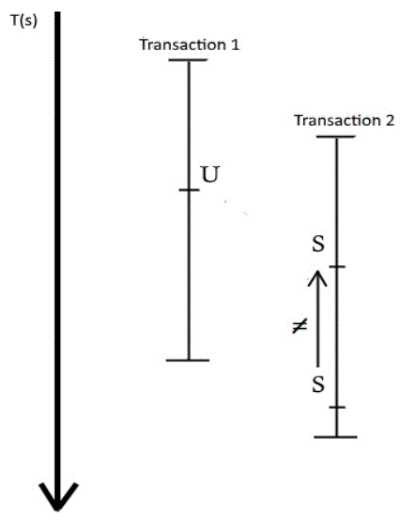 T(s)
Transaction 1
Transaction 2
U
S
≠
S